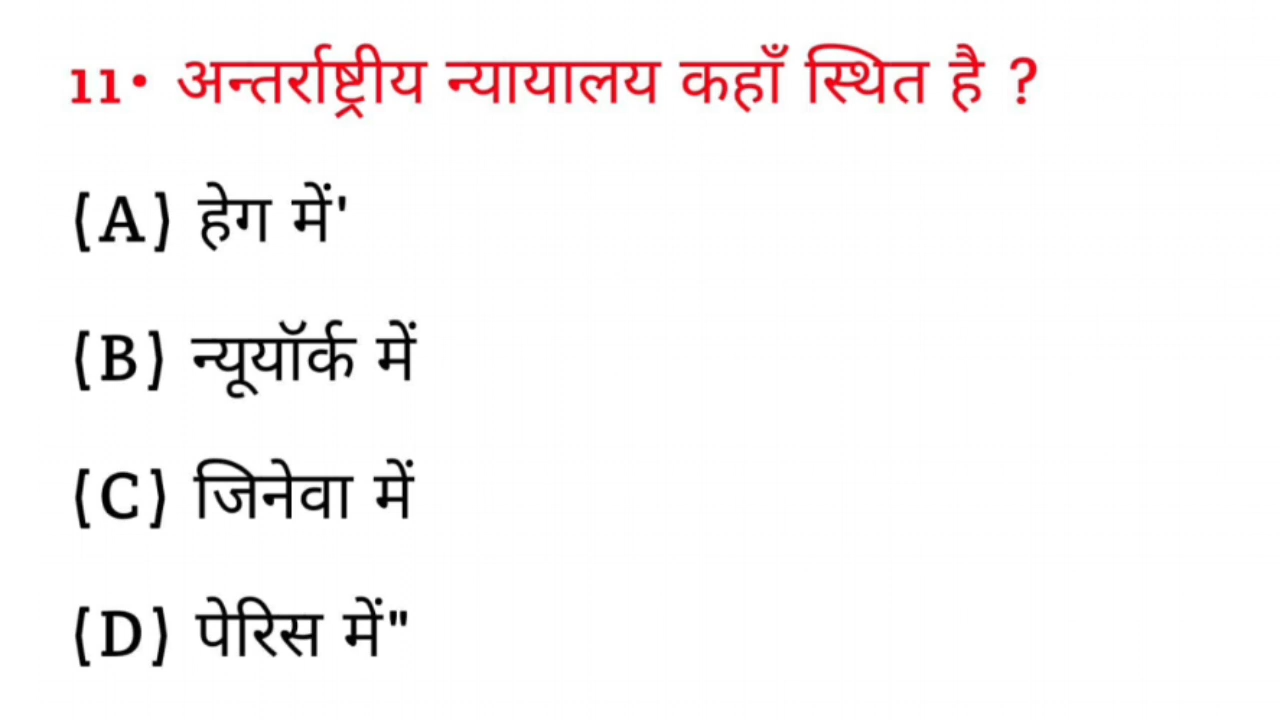 11• अन्तर्राष्ट्रीय न्यायालय कहाँ स्थित है ?
(A) हेग में'
(B) न्यूयॉर्क में
(C) जिनेवा में
(D) पेरिस में"